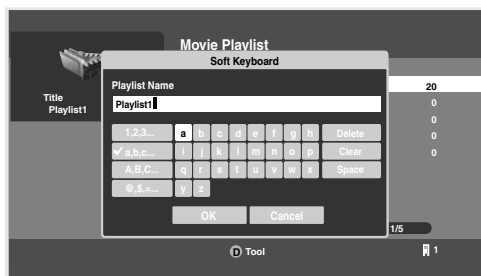 Movie Playlist
Soft Keyboard
Playlist Name
Playlist1
Title
Playlist1
20
0
0
0
0
1,2,3... a b c d e f g h Delete
a,b,c... i j k l m n o p Clear
A,B,C... q r s t u v w x Space
@,$,=... y z
OK Cancel
1/5
D Tool
1